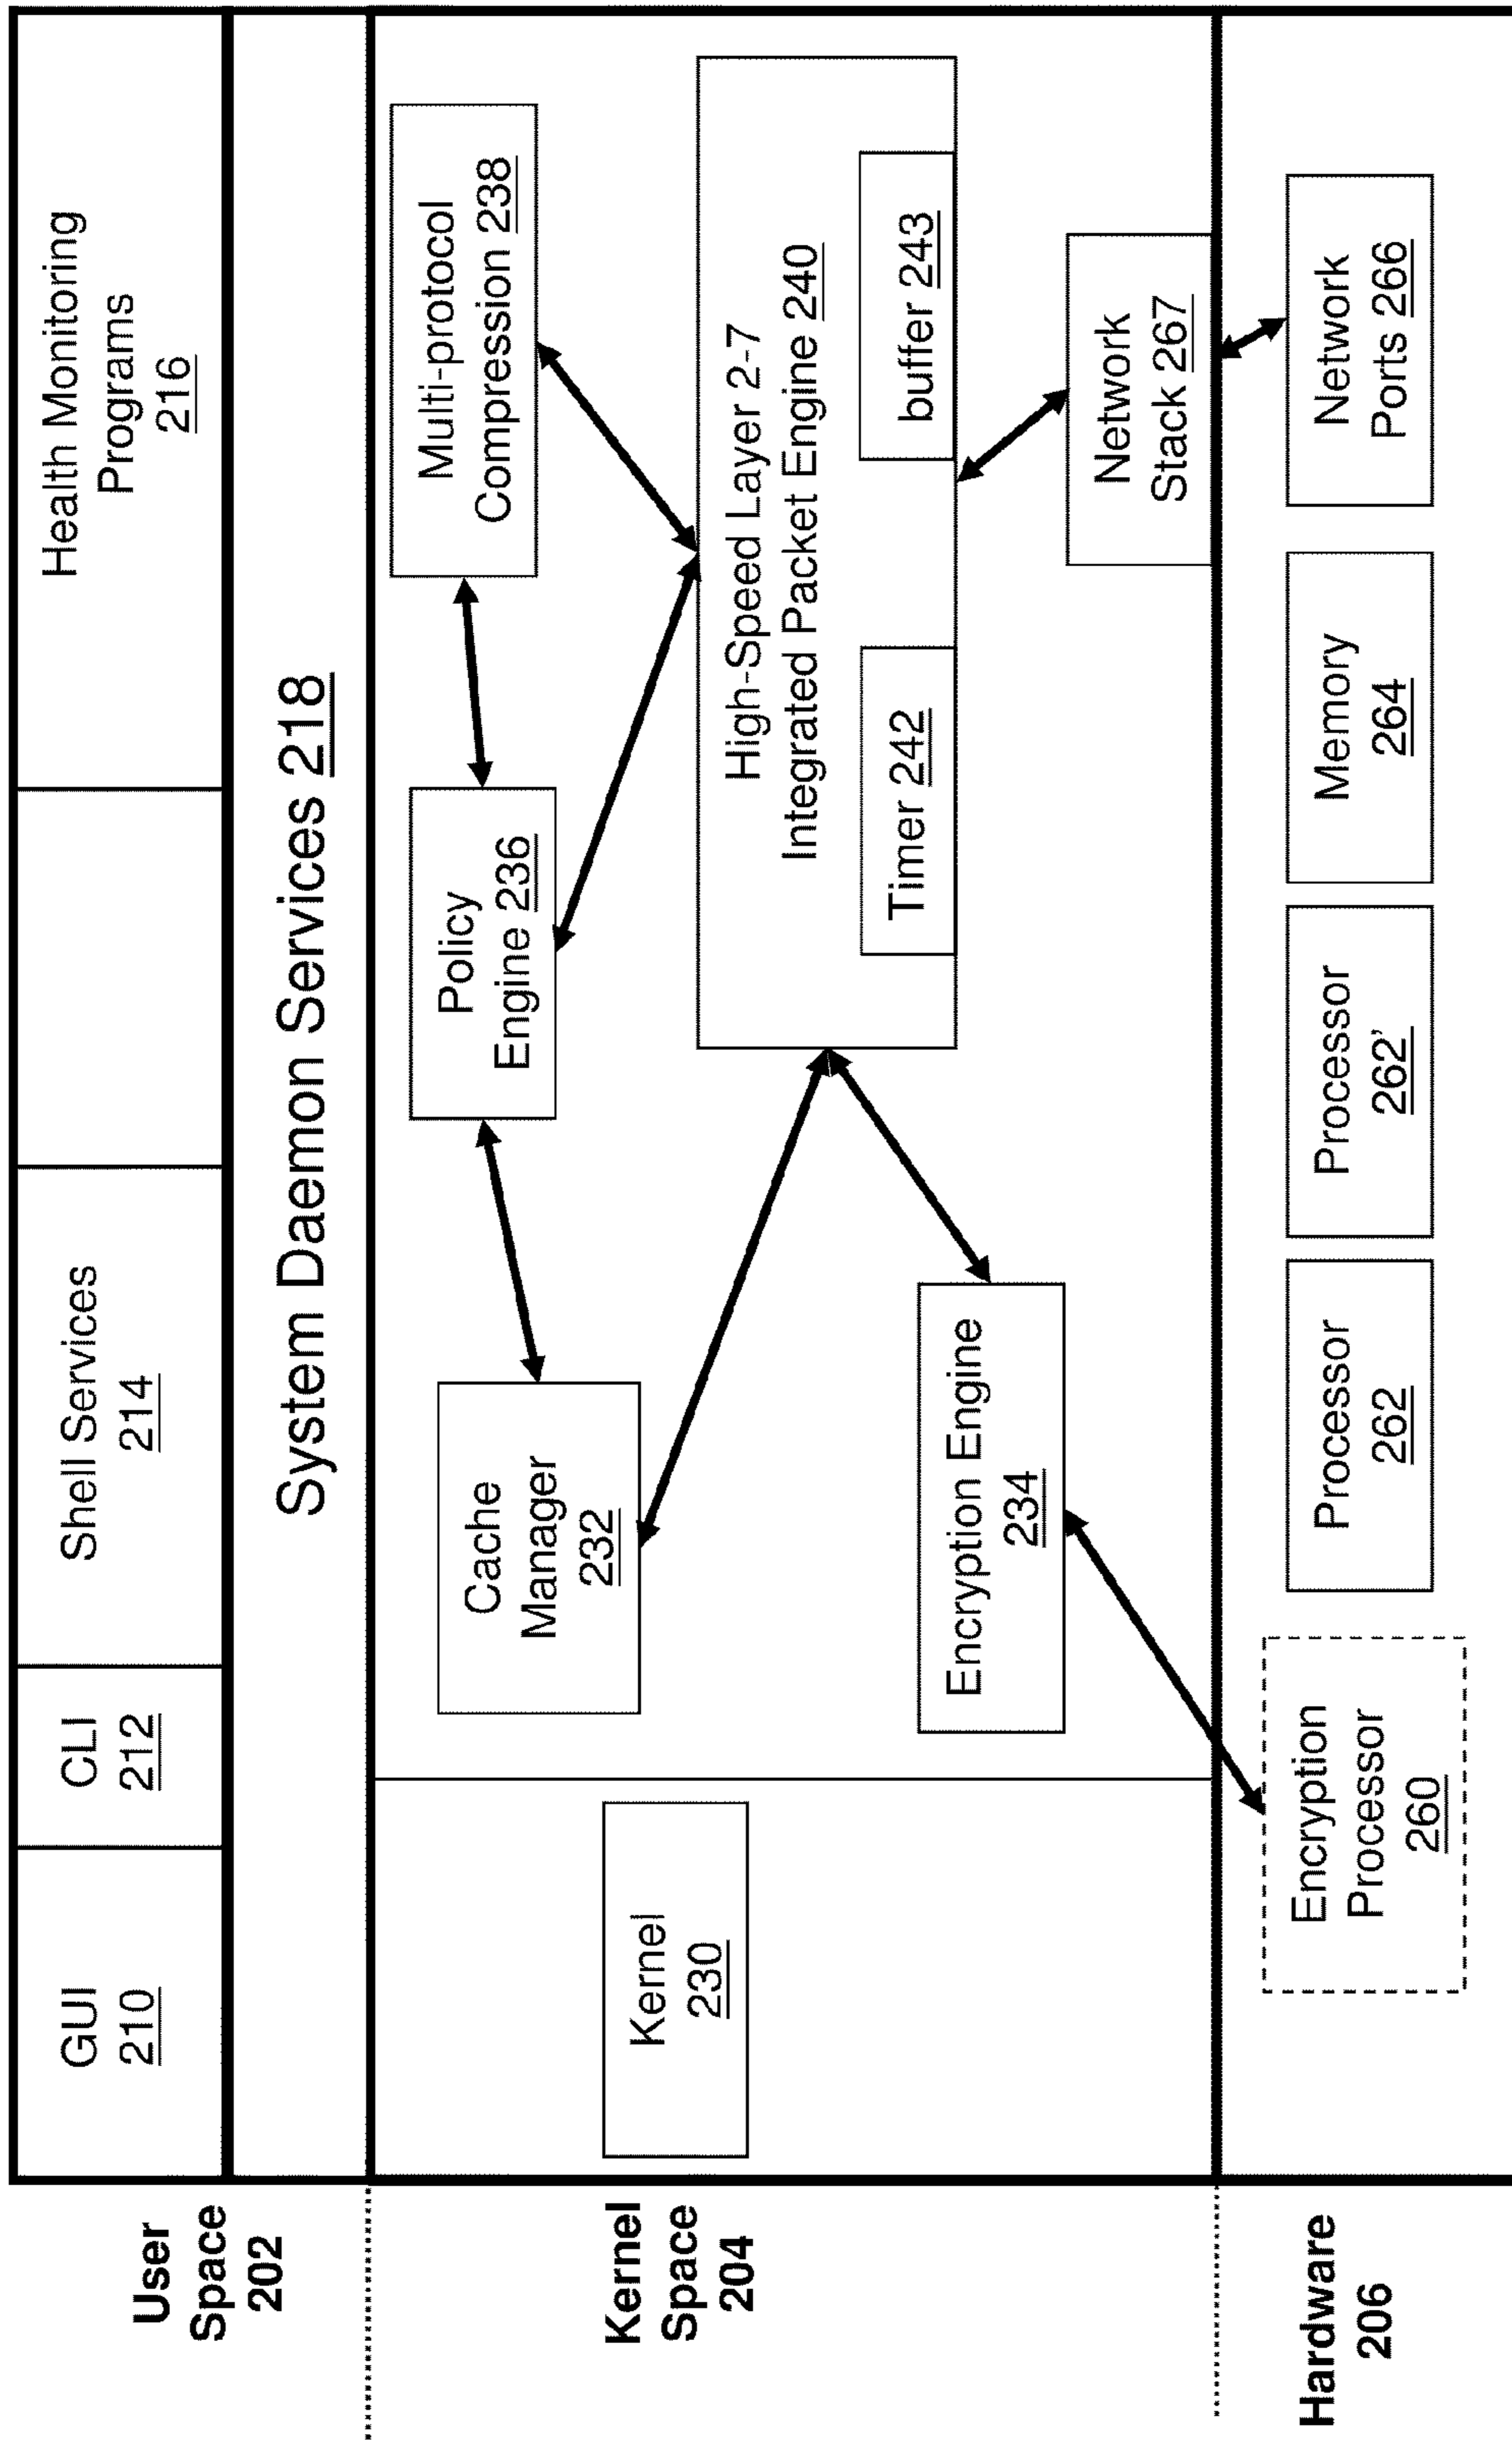 User
Space
202
GUI
210
CLI
212
Shell Services
214
Health Monitoring
Programs
216
System Daemon Services 218
Kernel
Space
204
Kernel
230
Cache
Manager
232
Policy
Engine 236
Multi-protocol
Compression 238
High-Speed Layer 2-7
Integrated Packet Engine 240
Timer 242
buffer 243
Encryption Engine
234
Network
Stack 267
Hardware
206
Encryption
Processor
260
Processor
262
Processor
262’
Memory
264
Network
Ports 266